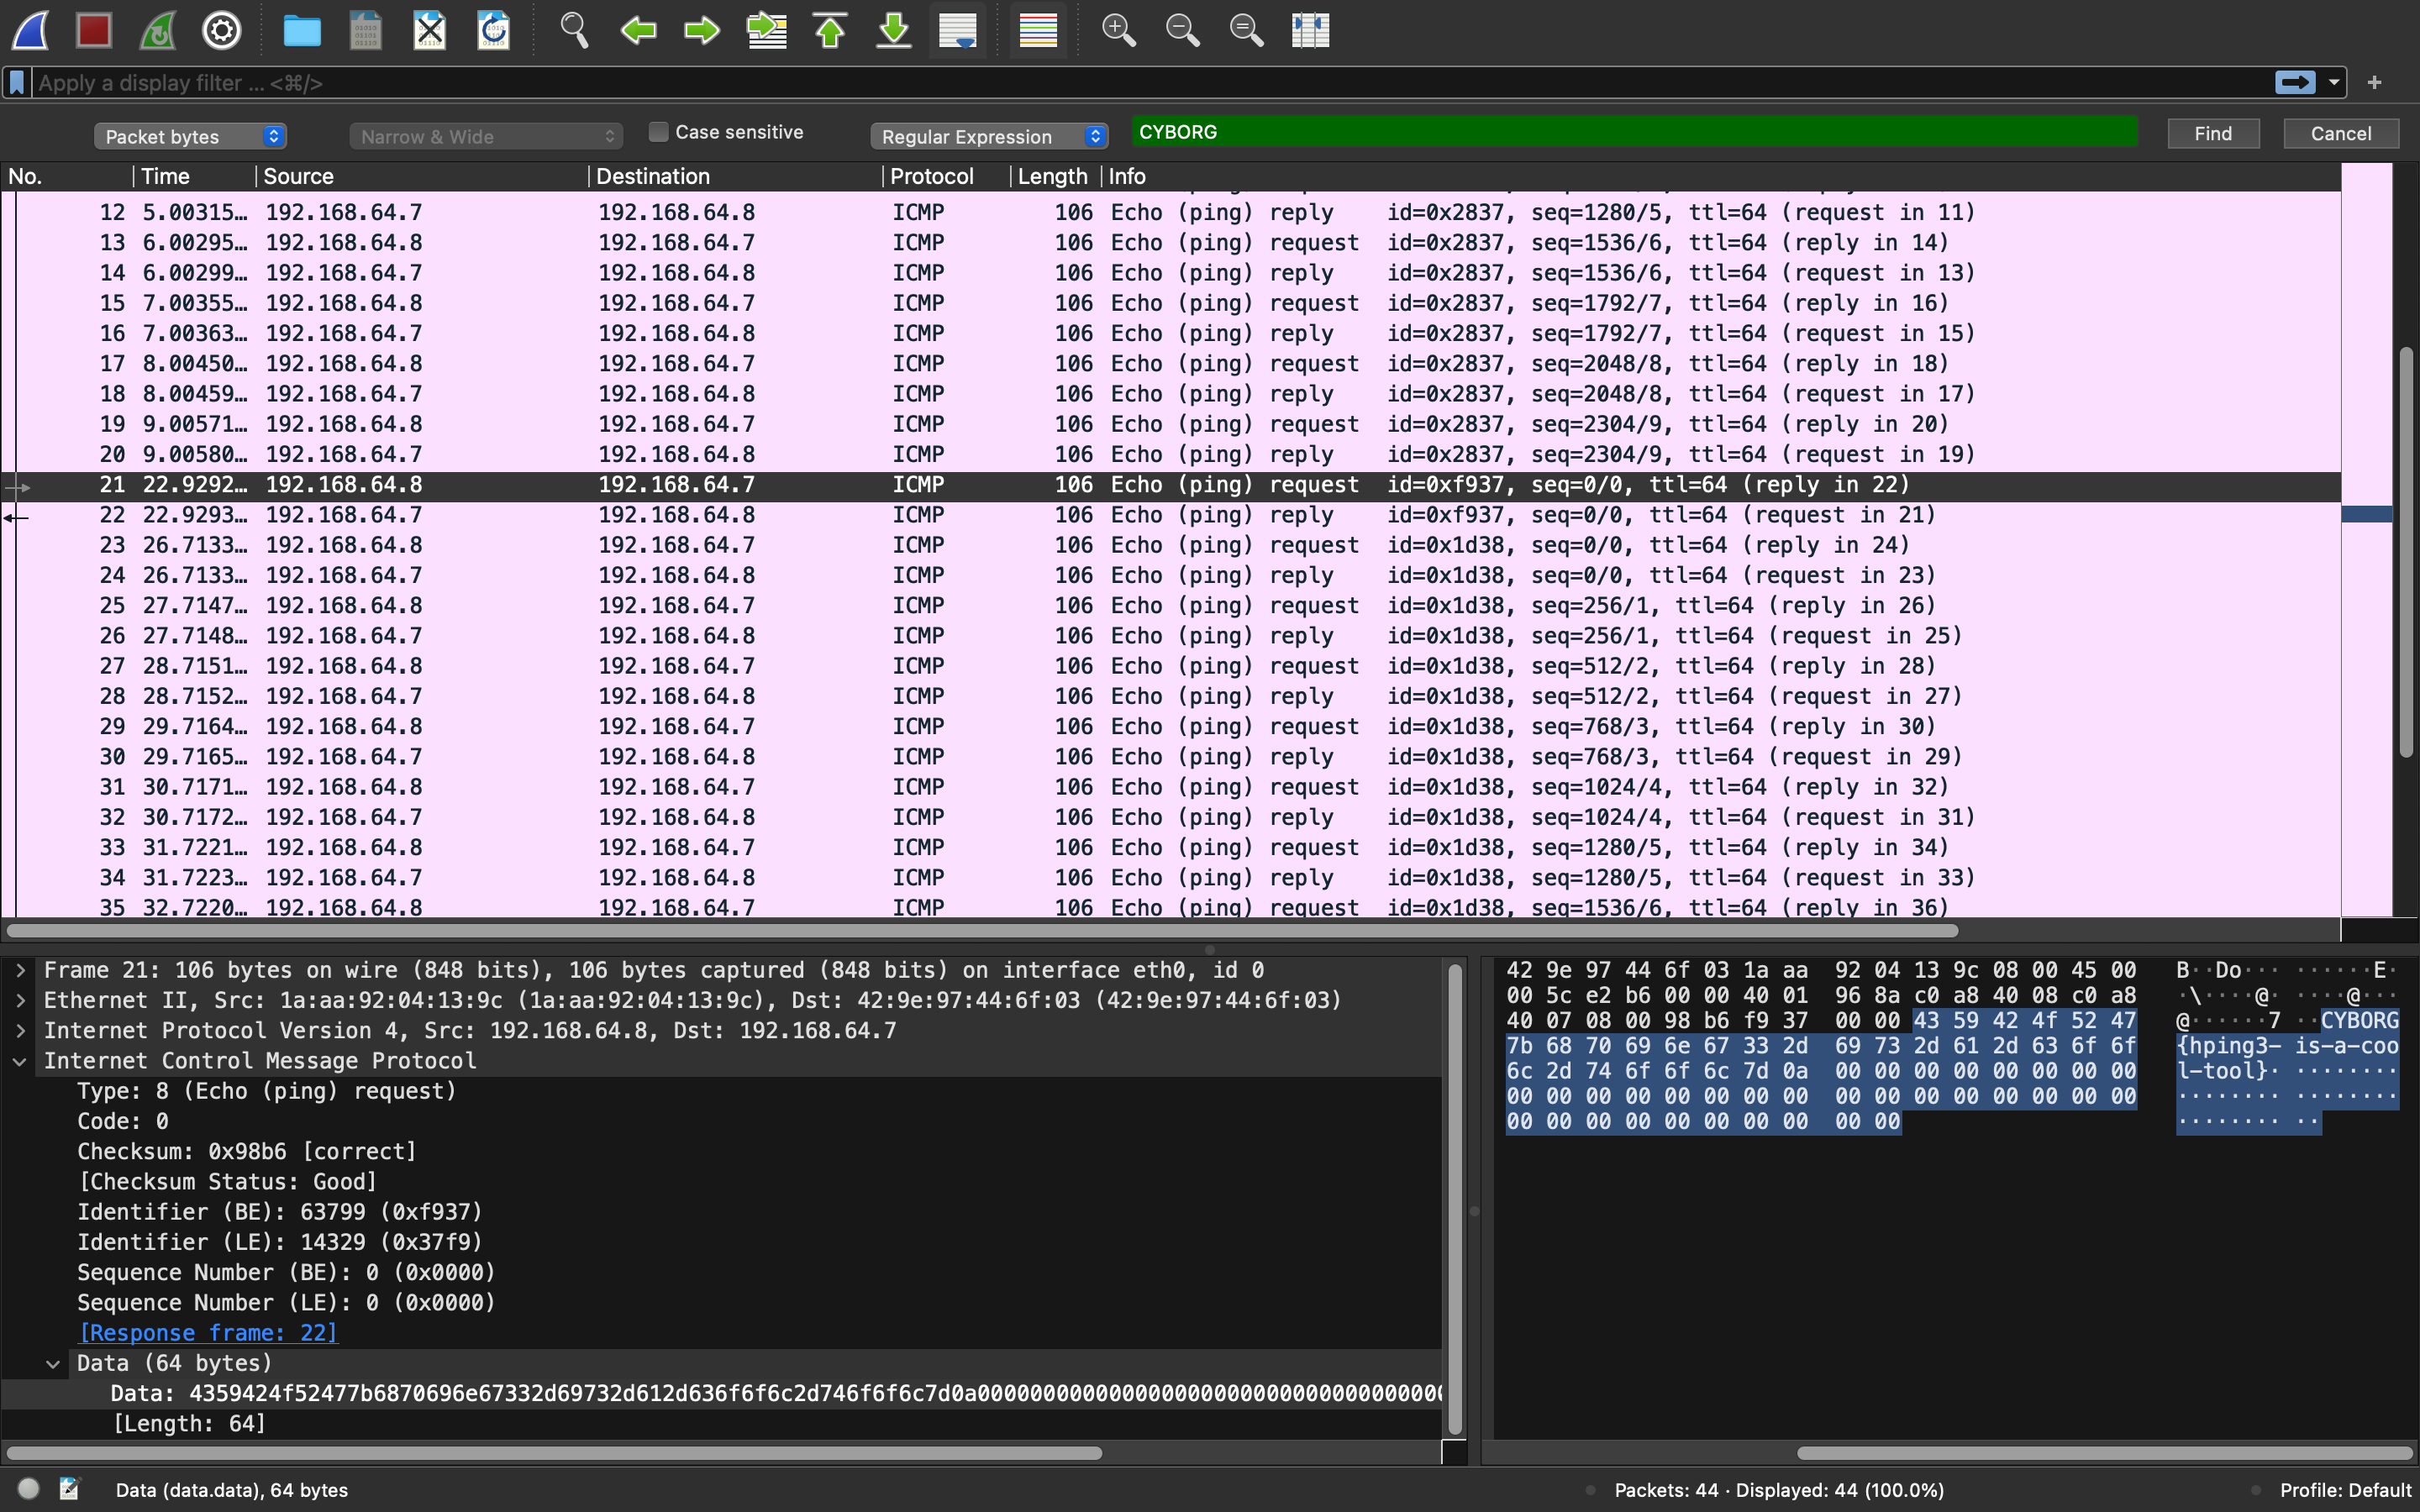 Apply a display filter ... <⌘/>
Packet bytes Narrow & Wide Case sensitive Regular Expression CYBORG Find Cancel
No. Time Source Destination Protocol Length Info
12 5.00315… 192.168.64.7 192.168.64.8 ICMP 106 Echo (ping) reply id=0x2837, seq=1280/5, ttl=64 (request in 11)
13 6.00295… 192.168.64.8 192.168.64.7 ICMP 106 Echo (ping) request id=0x2837, seq=1536/6, ttl=64 (reply in 14)
14 6.00299… 192.168.64.7 192.168.64.8 ICMP 106 Echo (ping) reply id=0x2837, seq=1536/6, ttl=64 (request in 13)
15 7.00355… 192.168.64.8 192.168.64.7 ICMP 106 Echo (ping) request id=0x2837, seq=1792/7, ttl=64 (reply in 16)
16 7.00363… 192.168.64.7 192.168.64.8 ICMP 106 Echo (ping) reply id=0x2837, seq=1792/7, ttl=64 (request in 15)
17 8.00450… 192.168.64.8 192.168.64.7 ICMP 106 Echo (ping) request id=0x2837, seq=2048/8, ttl=64 (reply in 18)
18 8.00459… 192.168.64.7 192.168.64.8 ICMP 106 Echo (ping) reply id=0x2837, seq=2048/8, ttl=64 (request in 17)
19 9.00571… 192.168.64.8 192.168.64.7 ICMP 106 Echo (ping) request id=0x2837, seq=2304/9, ttl=64 (reply in 20)
20 9.00580… 192.168.64.7 192.168.64.8 ICMP 106 Echo (ping) reply id=0x2837, seq=2304/9, ttl=64 (request in 19)
21 22.9292… 192.168.64.8 192.168.64.7 ICMP 106 Echo (ping) request id=0xf937, seq=0/0, ttl=64 (reply in 22)
22 22.9293… 192.168.64.7 192.168.64.8 ICMP 106 Echo (ping) reply id=0xf937, seq=0/0, ttl=64 (request in 21)
23 26.7133… 192.168.64.8 192.168.64.7 ICMP 106 Echo (ping) request id=0x1d38, seq=0/0, ttl=64 (reply in 24)
24 26.7133… 192.168.64.7 192.168.64.8 ICMP 106 Echo (ping) reply id=0x1d38, seq=0/0, ttl=64 (request in 23)
25 27.7147… 192.168.64.8 192.168.64.7 ICMP 106 Echo (ping) request id=0x1d38, seq=256/1, ttl=64 (reply in 26)
26 27.7148… 192.168.64.7 192.168.64.8 ICMP 106 Echo (ping) reply id=0x1d38, seq=256/1, ttl=64 (request in 25)
27 28.7151… 192.168.64.8 192.168.64.7 ICMP 106 Echo (ping) request id=0x1d38, seq=512/2, ttl=64 (reply in 28)
28 28.7152… 192.168.64.7 192.168.64.8 ICMP 106 Echo (ping) reply id=0x1d38, seq=512/2, ttl=64 (request in 27)
29 29.7164… 192.168.64.8 192.168.64.7 ICMP 106 Echo (ping) request id=0x1d38, seq=768/3, ttl=64 (reply in 30)
30 29.7165… 192.168.64.7 192.168.64.8 ICMP 106 Echo (ping) reply id=0x1d38, seq=768/3, ttl=64 (request in 29)
31 30.7171… 192.168.64.8 192.168.64.7 ICMP 106 Echo (ping) request id=0x1d38, seq=1024/4, ttl=64 (reply in 32)
32 30.7172… 192.168.64.7 192.168.64.8 ICMP 106 Echo (ping) reply id=0x1d38, seq=1024/4, ttl=64 (request in 31)
33 31.7221… 192.168.64.8 192.168.64.7 ICMP 106 Echo (ping) request id=0x1d38, seq=1280/5, ttl=64 (reply in 34)
34 31.7223… 192.168.64.7 192.168.64.8 ICMP 106 Echo (ping) reply id=0x1d38, seq=1280/5, ttl=64 (request in 33)
35 32.7220… 192.168.64.8 192.168.64.7 ICMP 106 Echo (ping) request id=0x1d38, seq=1536/6, ttl=64 (reply in 36)
Frame 21: 106 bytes on wire (848 bits), 106 bytes captured (848 bits) on interface eth0, id 0
Ethernet II, Src: 1a:aa:92:04:13:9c (1a:aa:92:04:13:9c), Dst: 42:9e:97:44:6f:03 (42:9e:97:44:6f:03)
Internet Protocol Version 4, Src: 192.168.64.8, Dst: 192.168.64.7
Internet Control Message Protocol
Type: 8 (Echo (ping) request)
Code: 0
Checksum: 0x98b6 [correct]
[Checksum Status: Good]
Identifier (BE): 63799 (0xf937)
Identifier (LE): 14329 (0x37f9)
Sequence Number (BE): 0 (0x0000)
Sequence Number (LE): 0 (0x0000)
[Response frame: 22]
Data (64 bytes)
Data: 4359424f52477b6870696e67332d69732d612d636f6f6c2d746f6f6c7d0a00000000000000000000000000000000000
[Length: 64]
42 9e 97 44 6f 03 1a aa 92 04 13 9c 08 00 45 00 B··Do··· ······E·
00 5c e2 b6 00 00 40 01 96 8a c0 a8 40 08 c0 a8 ·\····@· ····@···
40 07 08 00 98 b6 f9 37 00 00 43 59 42 4f 52 47 @······7 ··CYBORG
7b 68 70 69 6e 67 33 2d 69 73 2d 61 2d 63 6f 6f {hping3- is-a-coo
6c 2d 74 6f 6f 6c 7d 0a 00 00 00 00 00 00 00 00 l-tool}· ········
00 00 00 00 00 00 00 00 00 00 00 00 00 00 00 00 ········ ········
00 00 00 00 00 00 00 00 00 00 ········ ··
Data (data.data), 64 bytes Packets: 44 · Displayed: 44 (100.0%) Profile: Default